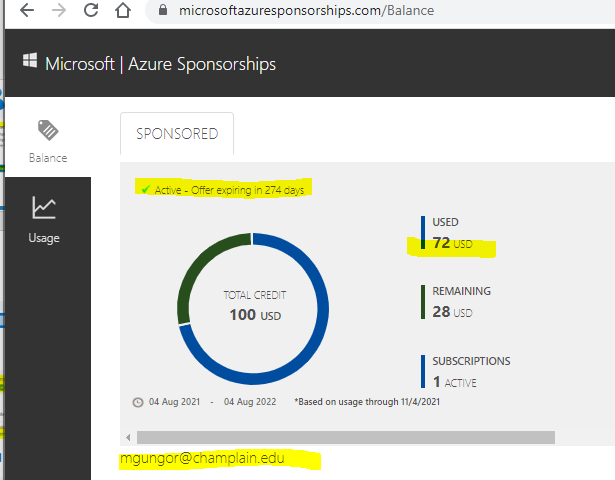 microsoftazuresponsorships.com/Balance
Microsoft | Azure Sponsorships
Balance
Usage
SPONSORED
Active - Offer expiring in 274 days
TOTAL CREDIT
100 USD
USED
72 USD
REMAINING
28 USD
SUBSCRIPTIONS
1 ACTIVE
04 Aug 2021 - 04 Aug 2022 *Based on usage through 11/4/2021
mgungor@champlain.edu